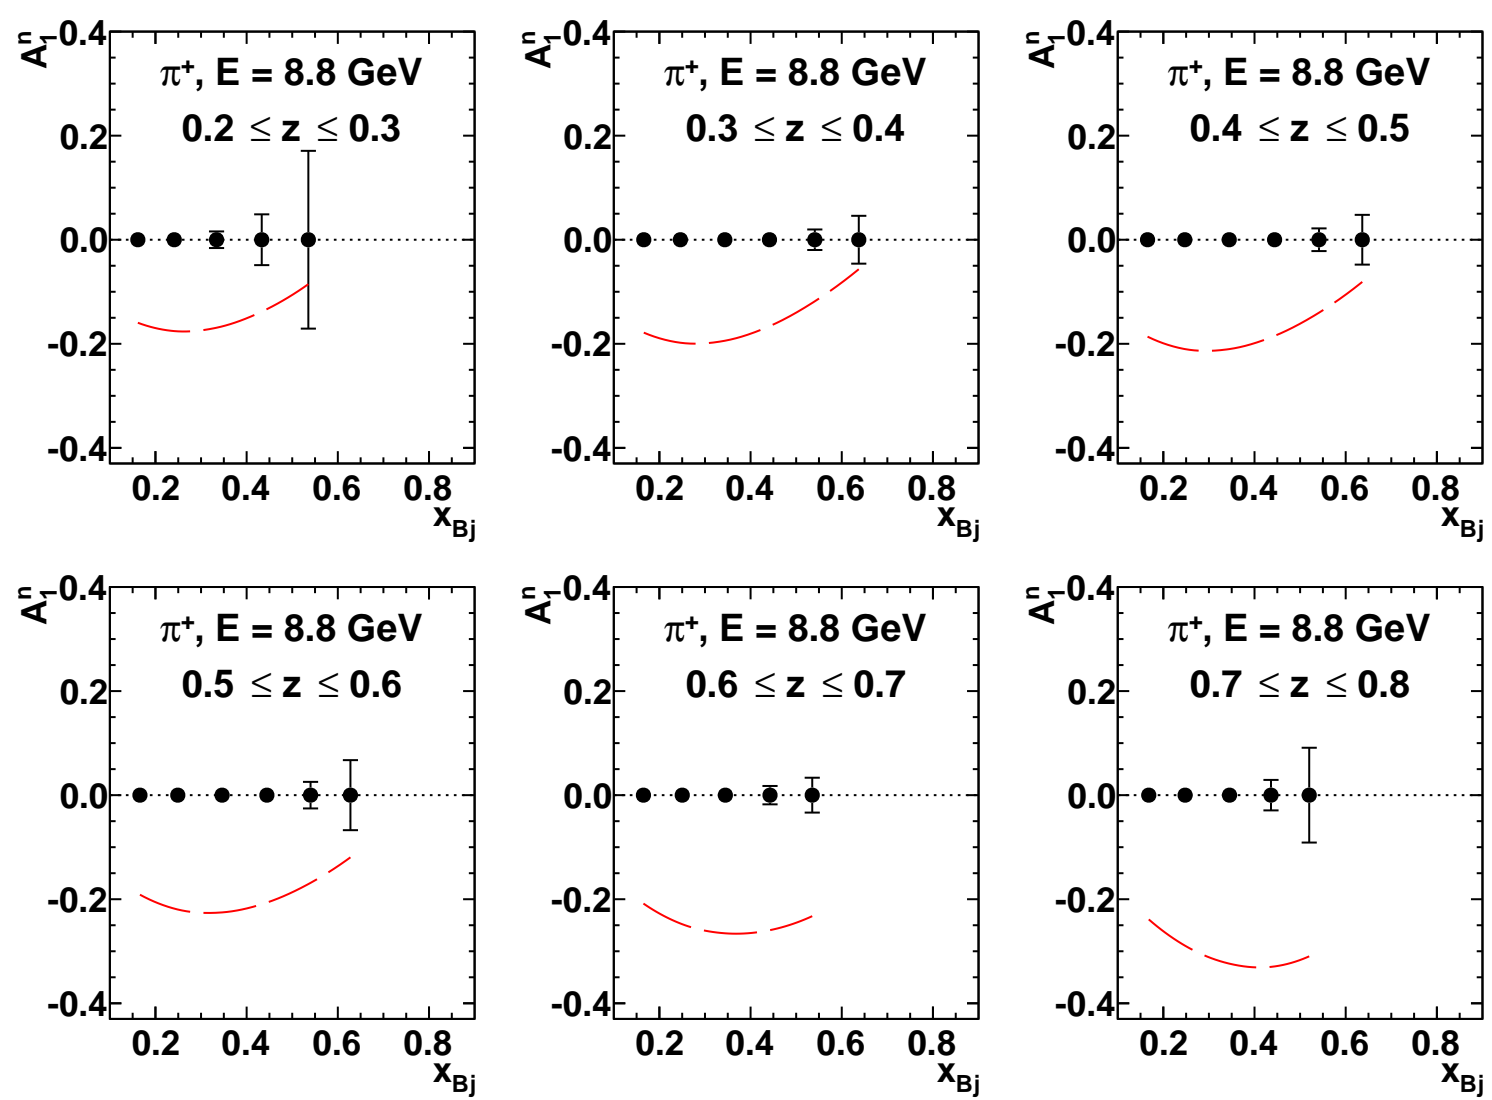 A₁ⁿ
π⁺, E = 8.8 GeV
0.2 ≤ z ≤ 0.3
0.4
0.2
0.0
-0.2
-0.4
0.2 0.4 0.6 0.8
x_Bj
A₁ⁿ
π⁺, E = 8.8 GeV
0.3 ≤ z ≤ 0.4
0.4
0.2
0.0
-0.2
-0.4
0.2 0.4 0.6 0.8
x_Bj
A₁ⁿ
π⁺, E = 8.8 GeV
0.4 ≤ z ≤ 0.5
0.4
0.2
0.0
-0.2
-0.4
0.2 0.4 0.6 0.8
x_Bj
A₁ⁿ
π⁺, E = 8.8 GeV
0.5 ≤ z ≤ 0.6
0.4
0.2
0.0
-0.2
-0.4
0.2 0.4 0.6 0.8
x_Bj
A₁ⁿ
π⁺, E = 8.8 GeV
0.6 ≤ z ≤ 0.7
0.4
0.2
0.0
-0.2
-0.4
0.2 0.4 0.6 0.8
x_Bj
A₁ⁿ
π⁺, E = 8.8 GeV
0.7 ≤ z ≤ 0.8
0.4
0.2
0.0
-0.2
-0.4
0.2 0.4 0.6 0.8
x_Bj